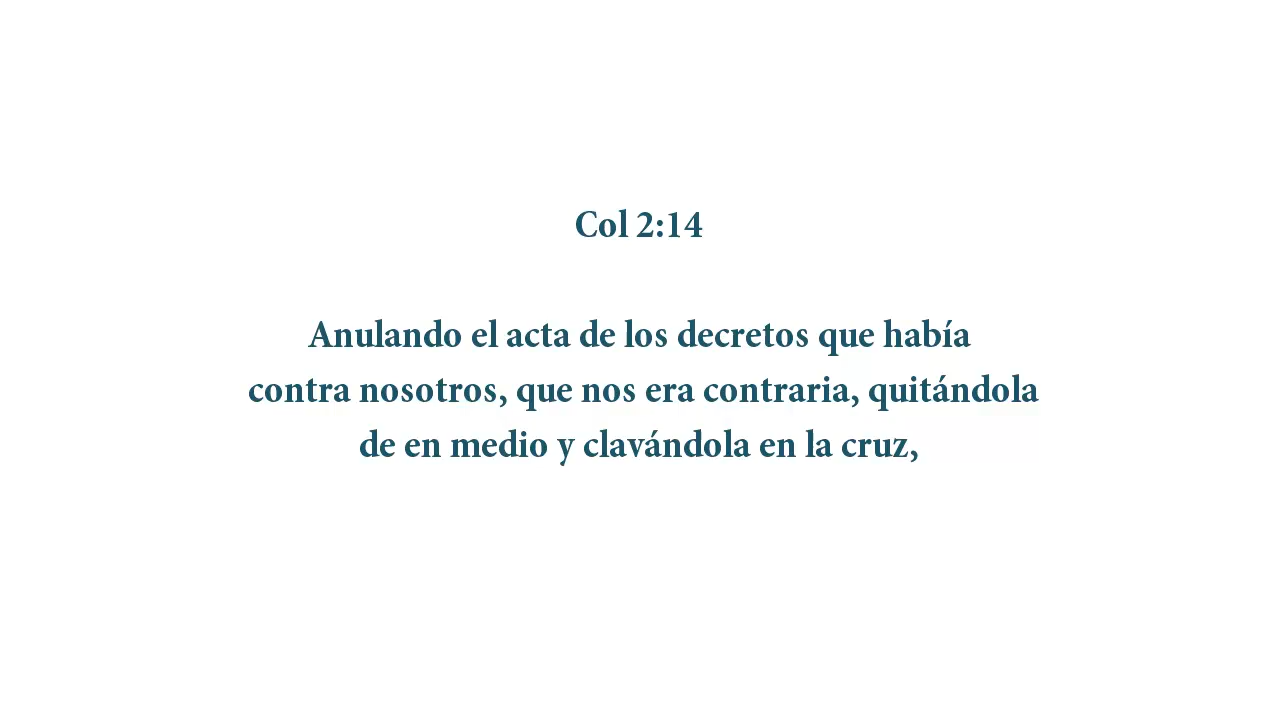 Col 2:14
Anulando el acta de los decretos que había
contra nosotros, que nos era contraria, quitándola
de en medio y clavándola en la cruz,